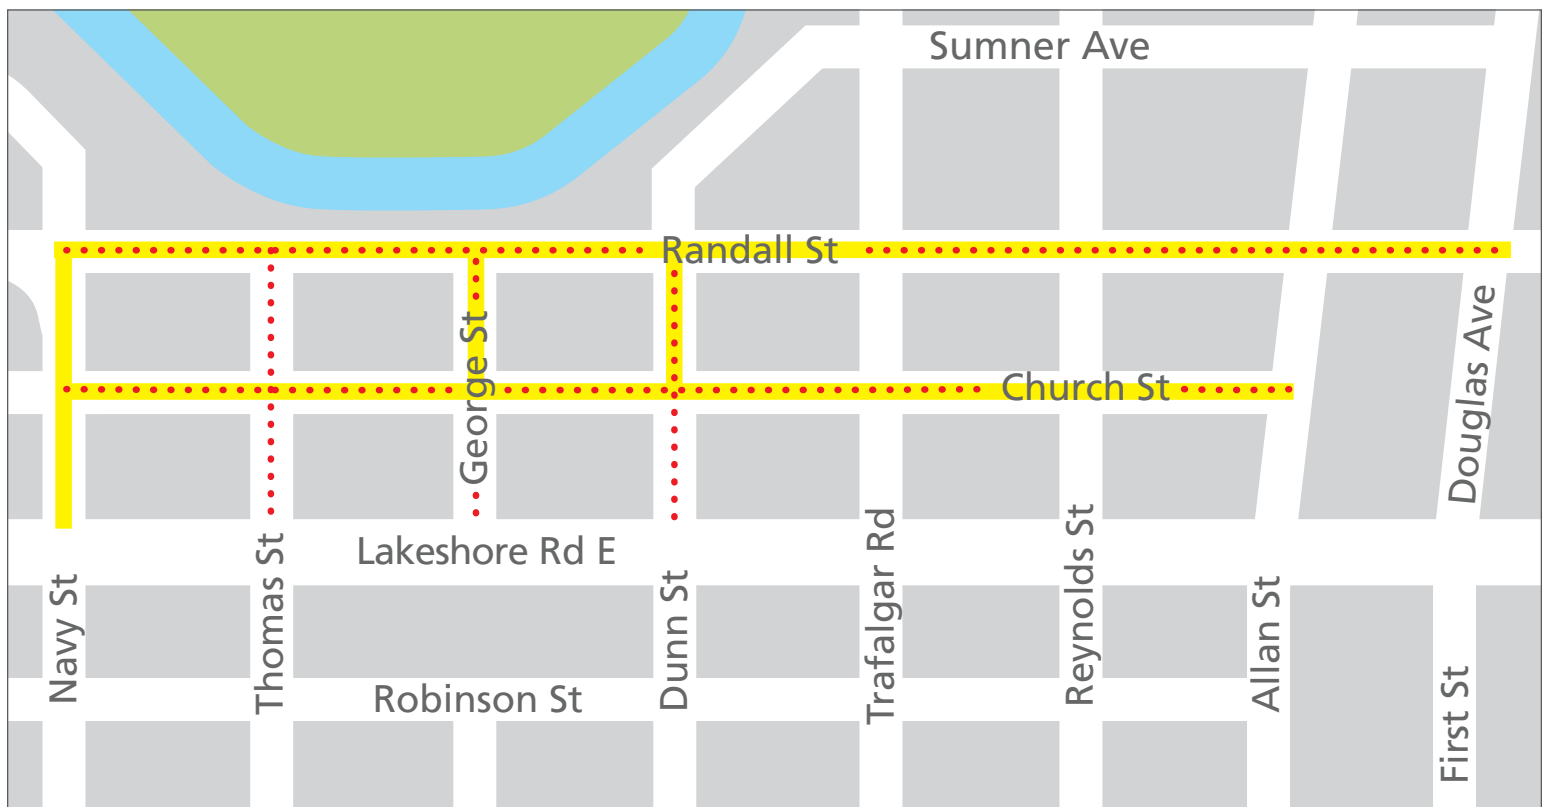 Sumner Ave
Randall St
George St
Church St
Douglas Ave
Lakeshore Rd E
Navy St
Thomas St
Dunn St
Trafalgar Rd
Reynolds St
Allan St
Robinson St
First St